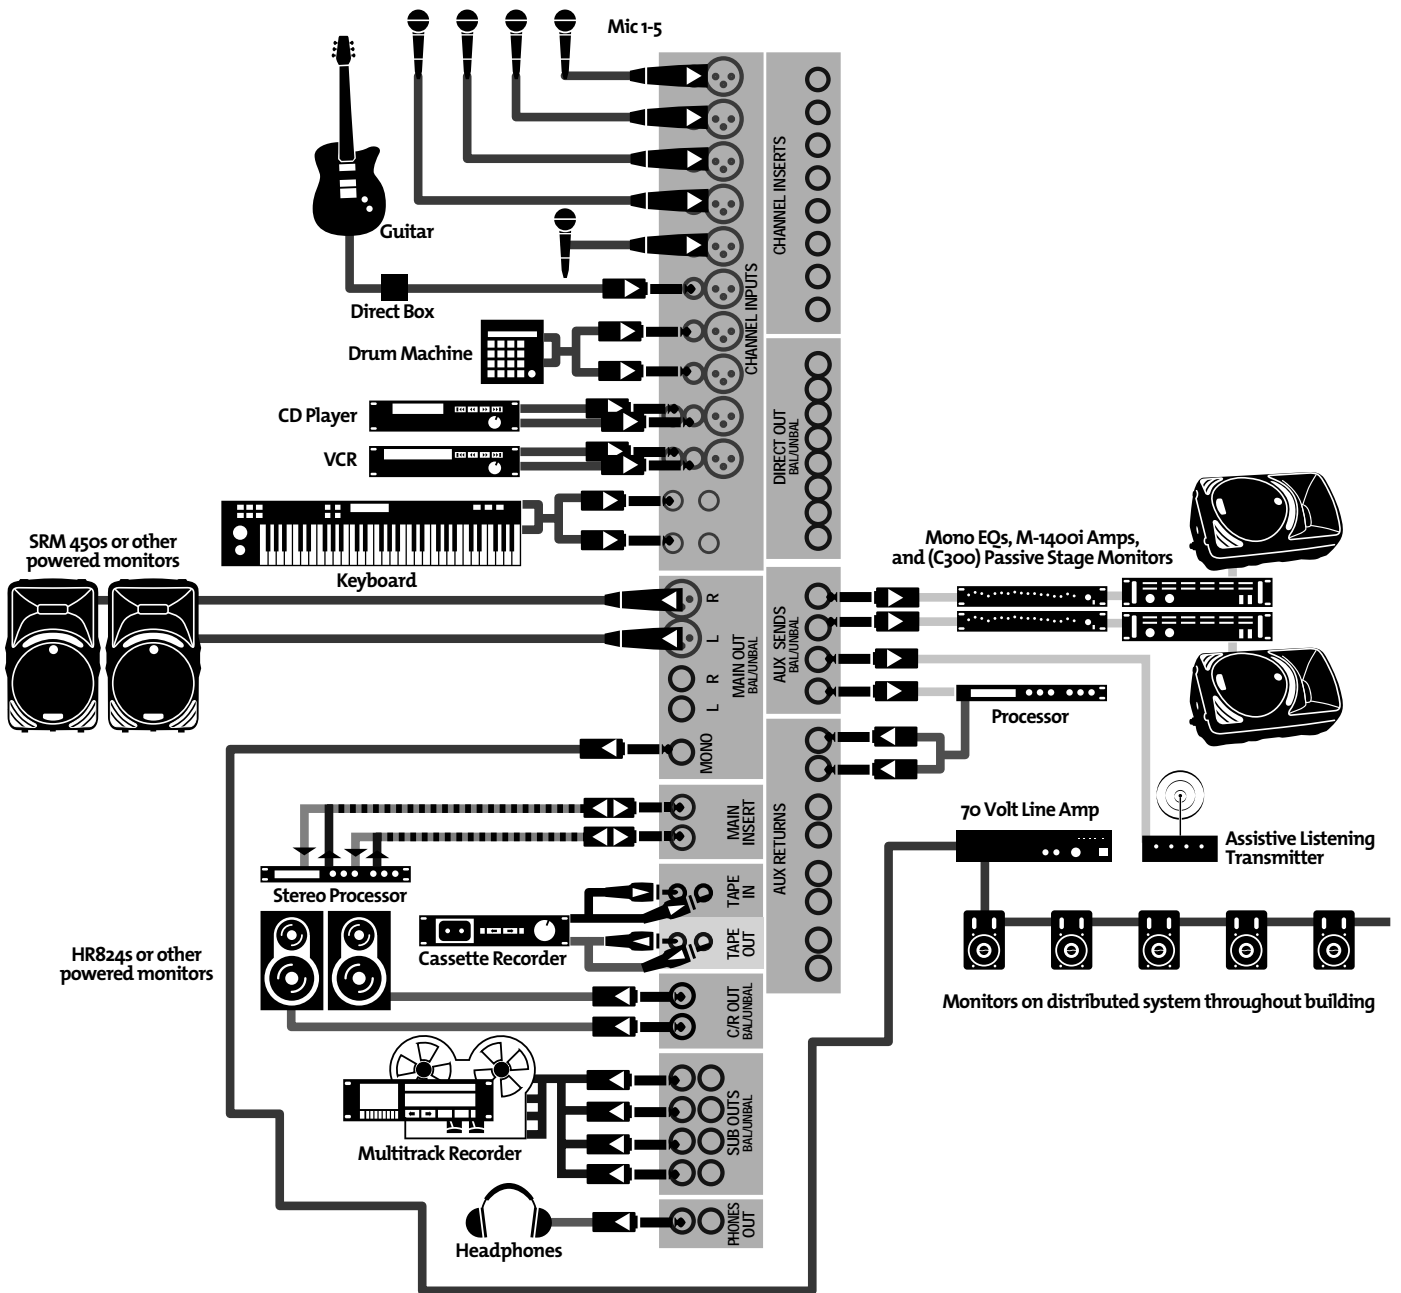 Mic 1-5
Guitar
Direct Box
Drum Machine
CD Player
VCR
Keyboard
SRM 450s or other
powered monitors
CHANNEL INPUTS
CHANNEL INSERTS
DIRECT OUT
BAL/UNBAL
R
L
R
L
MAIN OUT
BAL/UNBAL
MONO
AUX SENDS
BAL/UNBAL
Mono EQs, M-1400i Amps,
and (C300) Passive Stage Monitors
Processor
AUX RETURNS
MAIN
INSERT
Stereo Processor
70 Volt Line Amp
Assistive Listening
Transmitter
TAPE
IN
TAPE
OUT
Cassette Recorder
HR824s or other
powered monitors
C/R OUT
BAL/UNBAL
Monitors on distributed system throughout building
Multitrack Recorder
SUB OUTS
BAL/UNBAL
PHONES
OUT
Headphones